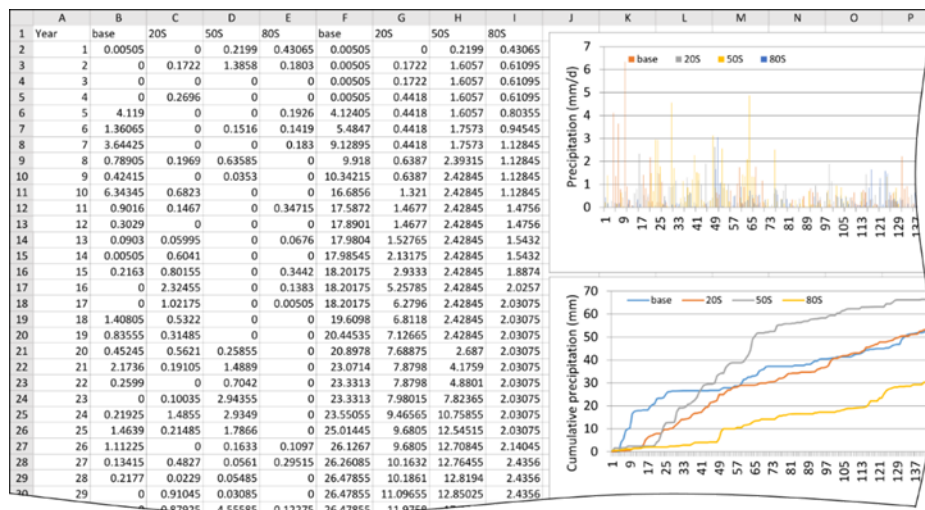 A B C D E F G H I J K L M N O P
1 Year base 20S 50S 80S base 20S 50S 80S
2 1 0.00505 0 0.2199 0.43065 0.00505 0 0.2199 0.43065
3 2 0 0.1722 1.3858 0.1803 0.00505 0.1722 1.6057 0.61095
4 3 0 0 0 0 0.00505 0.1722 1.6057 0.61095
5 4 0 0.2696 0 0 0.00505 0.4418 1.6057 0.61095
6 5 4.119 0 0 0.1926 4.12405 0.4418 1.6057 0.80355
7 6 1.36065 0 0.1516 0.1419 5.4847 0.4418 1.7573 0.94545
8 7 3.64425 0 0 0.183 9.12895 0.4418 1.7573 1.12845
9 8 0.78905 0.1969 0.63585 0 9.918 0.6387 2.39315 1.12845
10 9 0.42415 0 0.0353 0 10.34215 0.6387 2.42845 1.12845
11 10 6.34345 0.6823 0 0 16.6856 1.321 2.42845 1.12845
12 11 0.9016 0.1467 0 0.34715 17.5872 1.4677 2.42845 1.4756
13 12 0.3029 0 0 0 17.8901 1.4677 2.42845 1.4756
14 13 0.0903 0.05995 0 0.0676 17.9804 1.52765 2.42845 1.5432
15 14 0.00505 0.6041 0 0 17.98545 2.13175 2.42845 1.5432
16 15 0.2163 0.80155 0 0.3442 18.20175 2.9333 2.42845 1.8874
17 16 0 2.32455 0 0.1383 18.20175 5.25785 2.42845 2.0257
18 17 0 1.02175 0 0.00505 18.20175 6.2796 2.42845 2.03075
19 18 1.40805 0.5322 0 0 19.6098 6.8118 2.42845 2.03075
20 19 0.83555 0.31485 0 0 20.44535 7.12665 2.42845 2.03075
21 20 0.45245 0.5621 0.25855 0 20.8978 7.68875 2.687 2.03075
22 21 2.1736 0.19105 1.4889 0 23.0714 7.8798 4.1759 2.03075
23 22 0.2599 0 0.7042 0 23.3313 7.8798 4.8801 2.03075
24 23 0 0.10035 2.94355 0 23.3313 7.98015 7.82365 2.03075
25 24 0.21925 1.4855 2.9349 0 23.55055 9.46565 10.75855 2.03075
26 25 1.4639 0.21485 1.7866 0 25.01445 9.6805 12.54515 2.03075
27 26 1.11225 0 0.1633 0.1097 26.1267 9.6805 12.70845 2.14045
28 27 0.13415 0.4827 0.0561 0.29515 26.26085 10.1632 12.76455 2.4356
29 28 0.2177 0.0229 0.05485 0 26.47855 10.1861 12.8194 2.4356
30 29 0 0.91045 0.03085 0 26.47855 11.09655 12.85025 2.4356
Precipitation (mm/d)
7
6
5
4
3
2
1
0
base 20S 50S 80S
1 9 17 25 33 41 49 57 65 73 81 89 97 105 113 121 129 137
Cumulative precipitation (mm)
70
60
50
40
30
20
10
0
base 20S 50S 80S
1 9 17 25 33 41 49 57 65 73 81 89 97 105 113 121 129 137